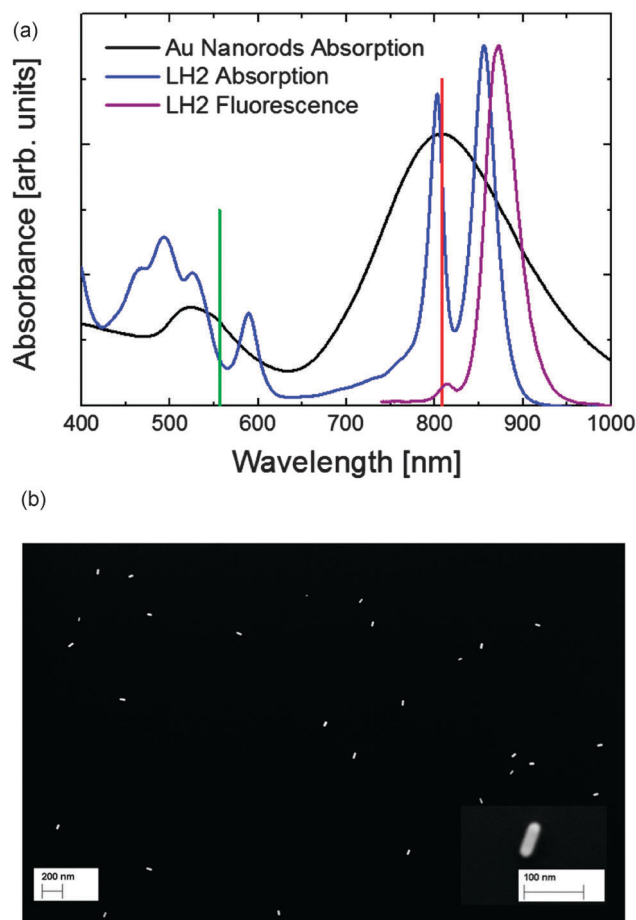 (a)
Au Nanorods Absorption
LH2 Absorption
LH2 Fluorescence
Absorbance [arb. units]
400 500 600 700 800 900 1000
Wavelength [nm]
(b)
200 nm
100 nm